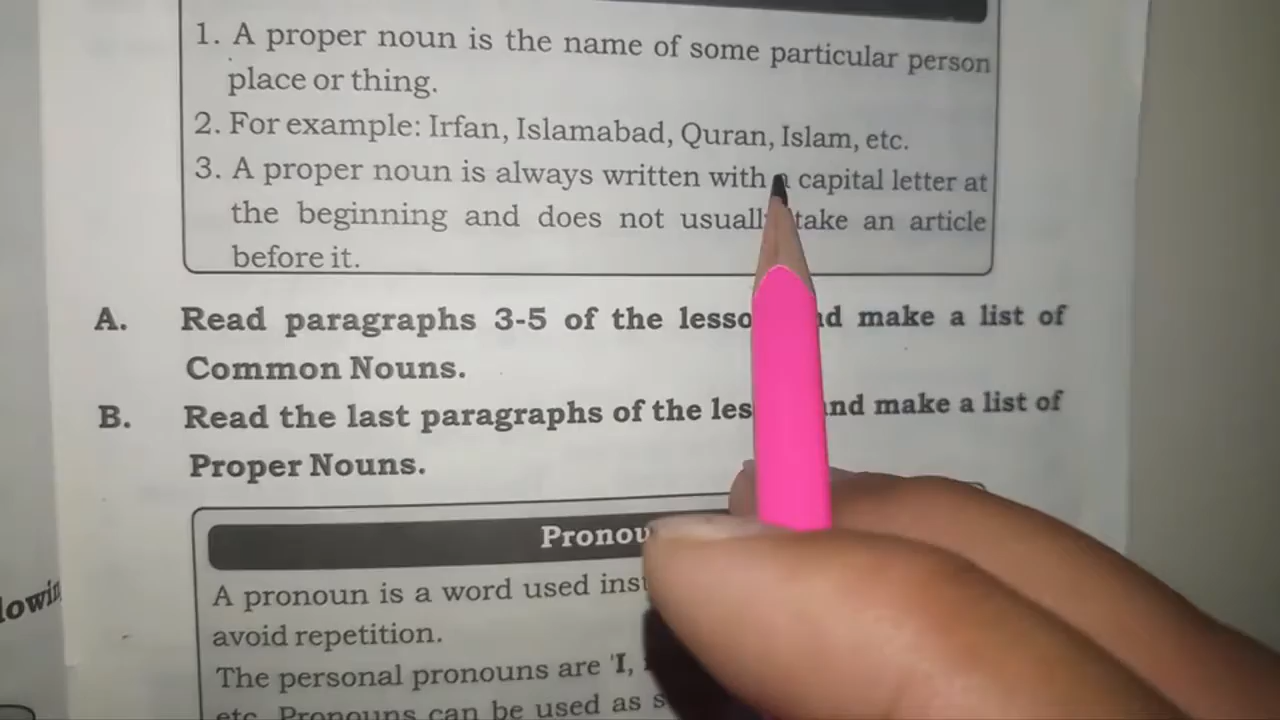 1. A proper noun is the name of some particular person
place or thing.
2. For example: Irfan, Islamabad, Quran, Islam, etc.
3. A proper noun is always written with a capital letter at
the beginning and does not usually take an article
before it.
A. Read paragraphs 3-5 of the lesson and make a list of
Common Nouns.
B. Read the last paragraphs of the lesson and make a list of
Proper Nouns.
Pronou
A pronoun is a word used inst
avoid repetition.
The personal pronouns are 'I,
etc. Pronouns can be used as s
lowin